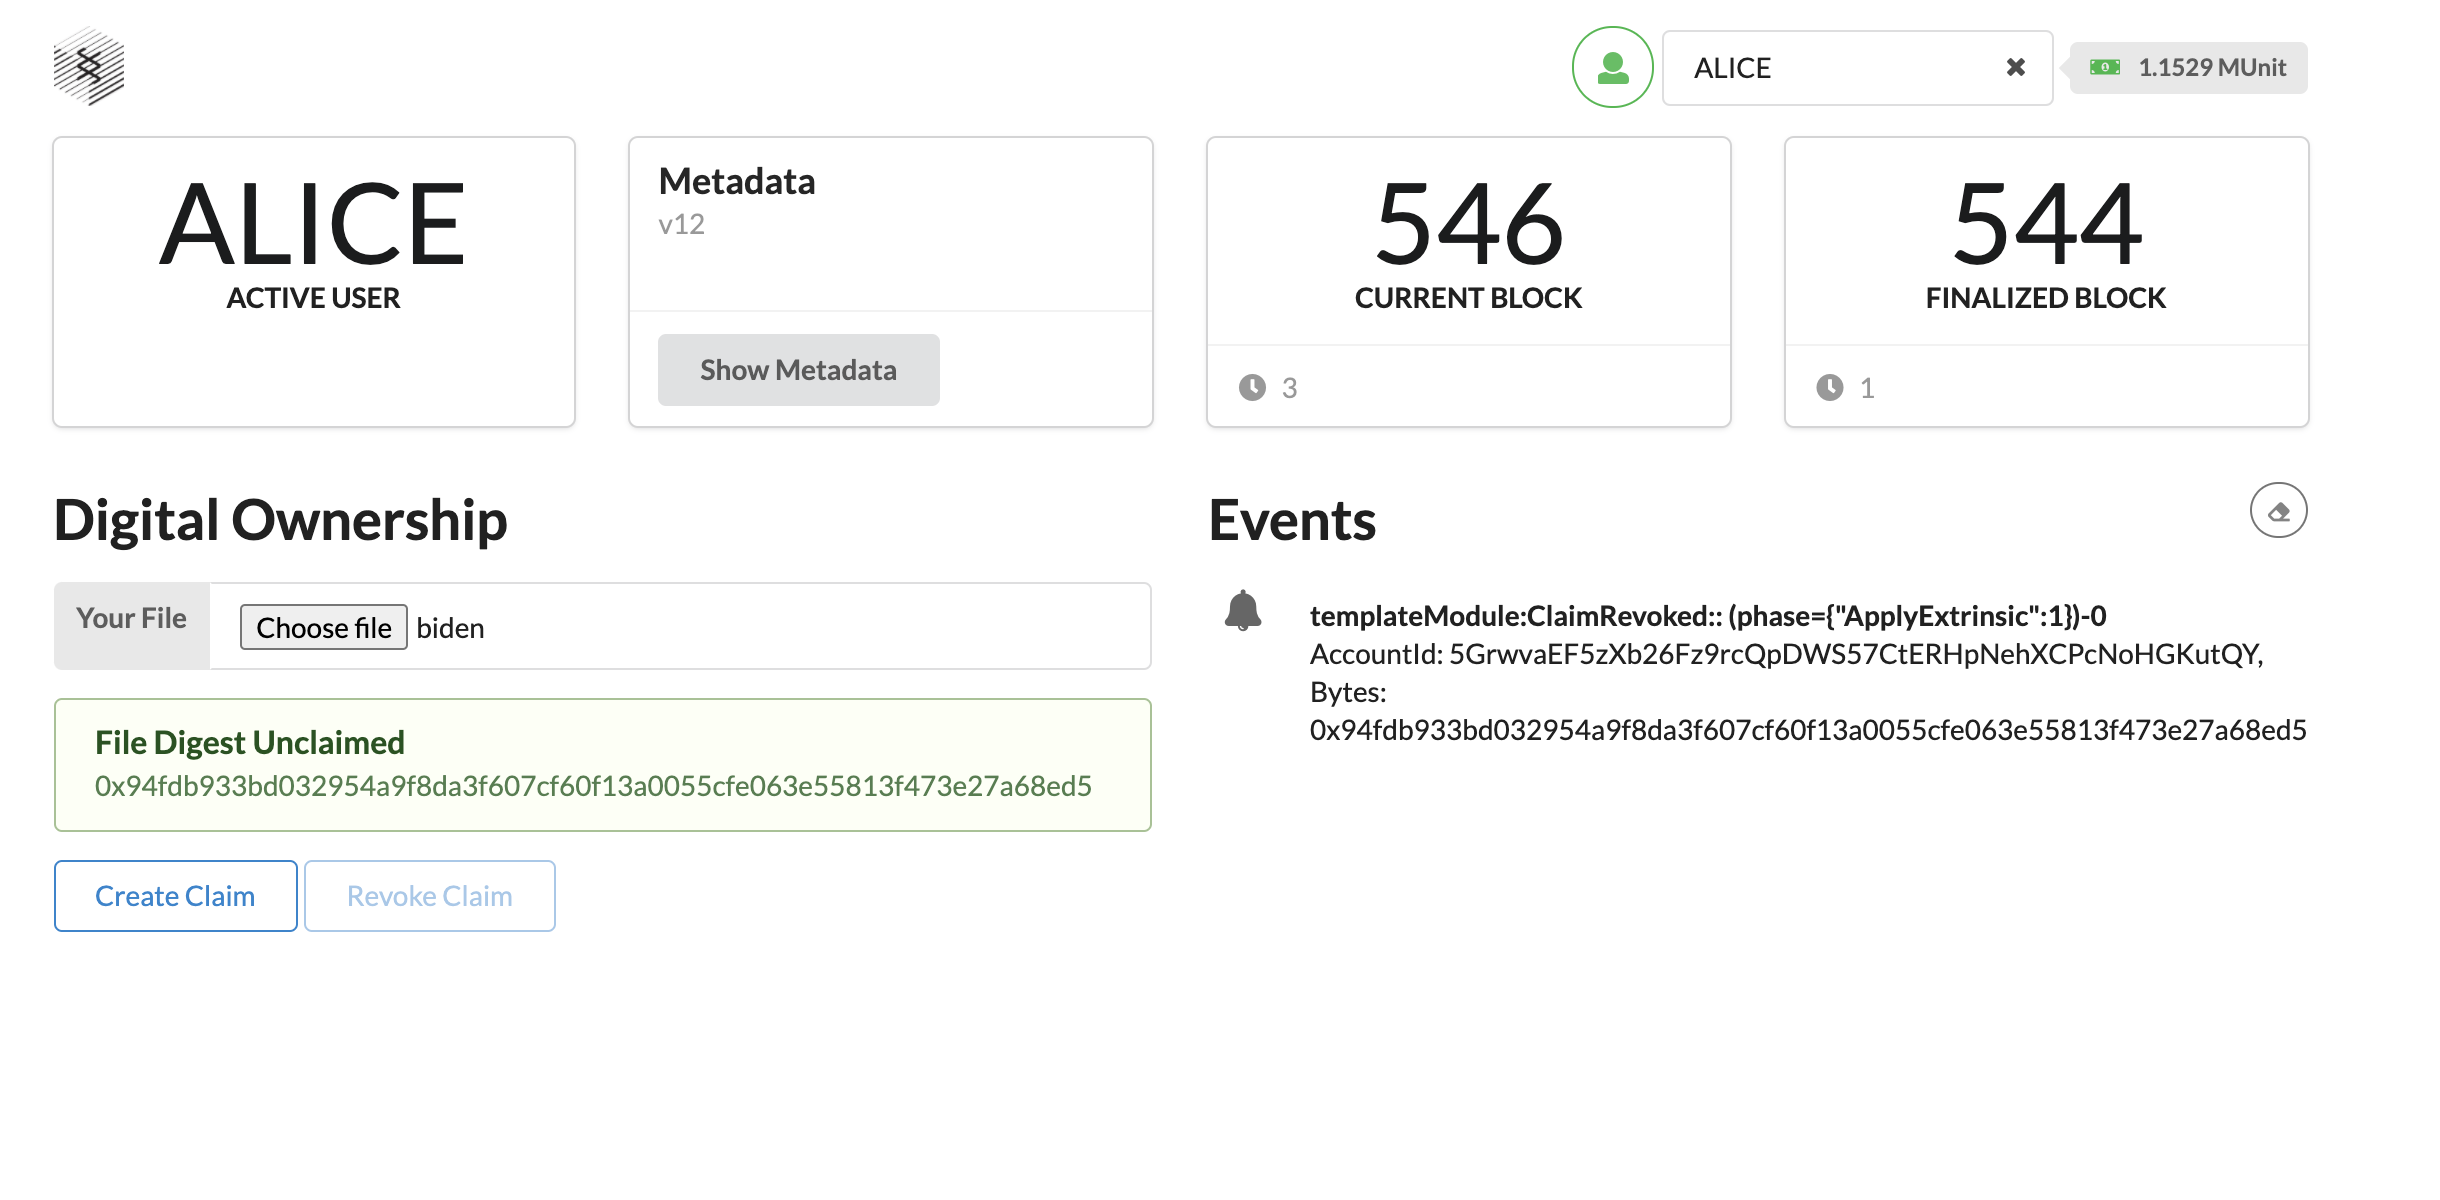 ALICE
1.1529 MUnit
ALICE
ACTIVE USER
Metadata
v12
Show Metadata
546
CURRENT BLOCK
3
544
FINALIZED BLOCK
1
Digital Ownership
Your File
Choose file biden
File Digest Unclaimed
0x94fdb933bd032954a9f8da3f607cf60f13a0055cfe063e55813f473e27a68ed5
Create Claim
Revoke Claim
Events
templateModule:ClaimRevoked:: (phase={"ApplyExtrinsic":1})-0
AccountId: 5GrwvaEF5zXb26Fz9rcQpDWS57CtERHpNehXCPcNoHGKutQY,
Bytes:
0x94fdb933bd032954a9f8da3f607cf60f13a0055cfe063e55813f473e27a68ed5